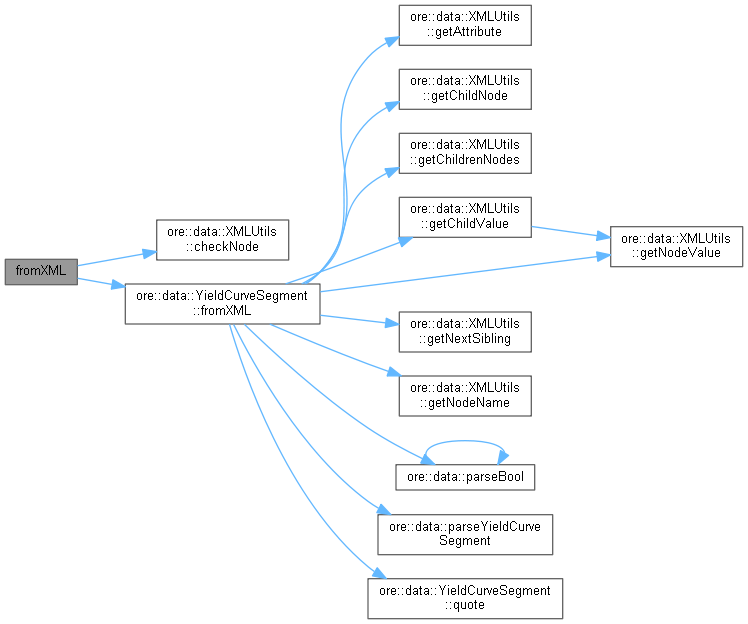 ore::data::XMLUtils
::getAttribute
ore::data::XMLUtils
::getChildNode
ore::data::XMLUtils
::getChildrenNodes
ore::data::XMLUtils
::getChildValue
ore::data::XMLUtils
::checkNode
ore::data::XMLUtils
::getNodeValue
fromXML
ore::data::YieldCurveSegment
::fromXML
ore::data::XMLUtils
::getNextSibling
ore::data::XMLUtils
::getNodeName
ore::data::parseBool
ore::data::parseYieldCurve
Segment
ore::data::YieldCurveSegment
::quote